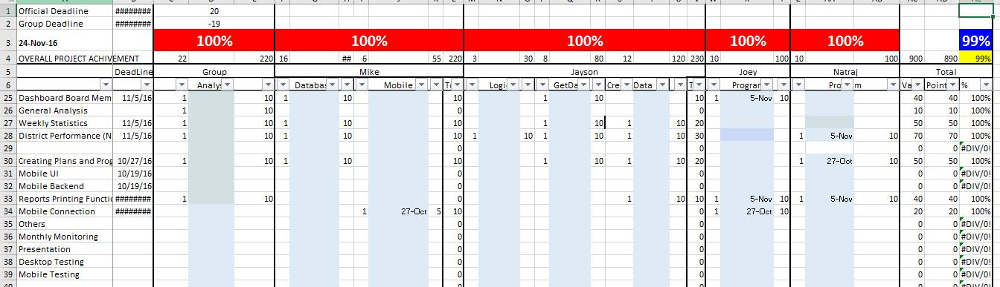 1 Official Deadline ######## 20
2 Group Deadline ######## -19
3 24-Nov-16 100% 100% 100% 100% 100% 99%
4 OVERALL PROJECT ACHIVEMENT 22 220 16 ## 6 55 220 3 30 8 80 12 120 230 10 100 10 100 900 890 99%
5 DeadLine Group Mike Jayson Joey Natraj Total
6 Analys Databas Mobile Logi GetDa Cre Data Program Pro m Va Point %
25 Dashboard Board Mem 11/5/16 1 10 1 10 10 1 10 10 1 5-Nov 10 40 40 100%
26 General Analysis 1 10 0 0 10 10 100%
27 Weekly Statistics 11/5/16 1 10 1 10 10 1 10 1 10 20 50 50 100%
28 District Performance (N 11/5/16 1 10 1 10 10 1 10 1 10 1 10 30 1 5-Nov 10 70 70 100%
29 0 0 0 0 #DIV/0!
30 Creating Plans and Prog 10/27/16 1 10 1 10 10 1 10 1 10 20 1 27-Oct 10 50 50 100%
31 Mobile UI 10/19/16 0 0 0 0 #DIV/0!
32 Mobile Backend 10/19/16 0 0 0 0 #DIV/0!
33 Reports Printing Functio ######## 1 10 0 1 10 10 1 5-Nov 10 1 5-Nov 10 40 40 100%
34 Mobile Connection ######## 1 27-Oct 5 10 0 1 27-Oct 10 20 20 100%
35 Others 0 0 0 0 #DIV/0!
36 Monthly Monitoring 0 0 0 0 #DIV/0!
37 Presentation 0 0 0 0 #DIV/0!
38 Desktop Testing 0 0 0 0 #DIV/0!
39 Mobile Testing 0 0 0 0 #DIV/0!